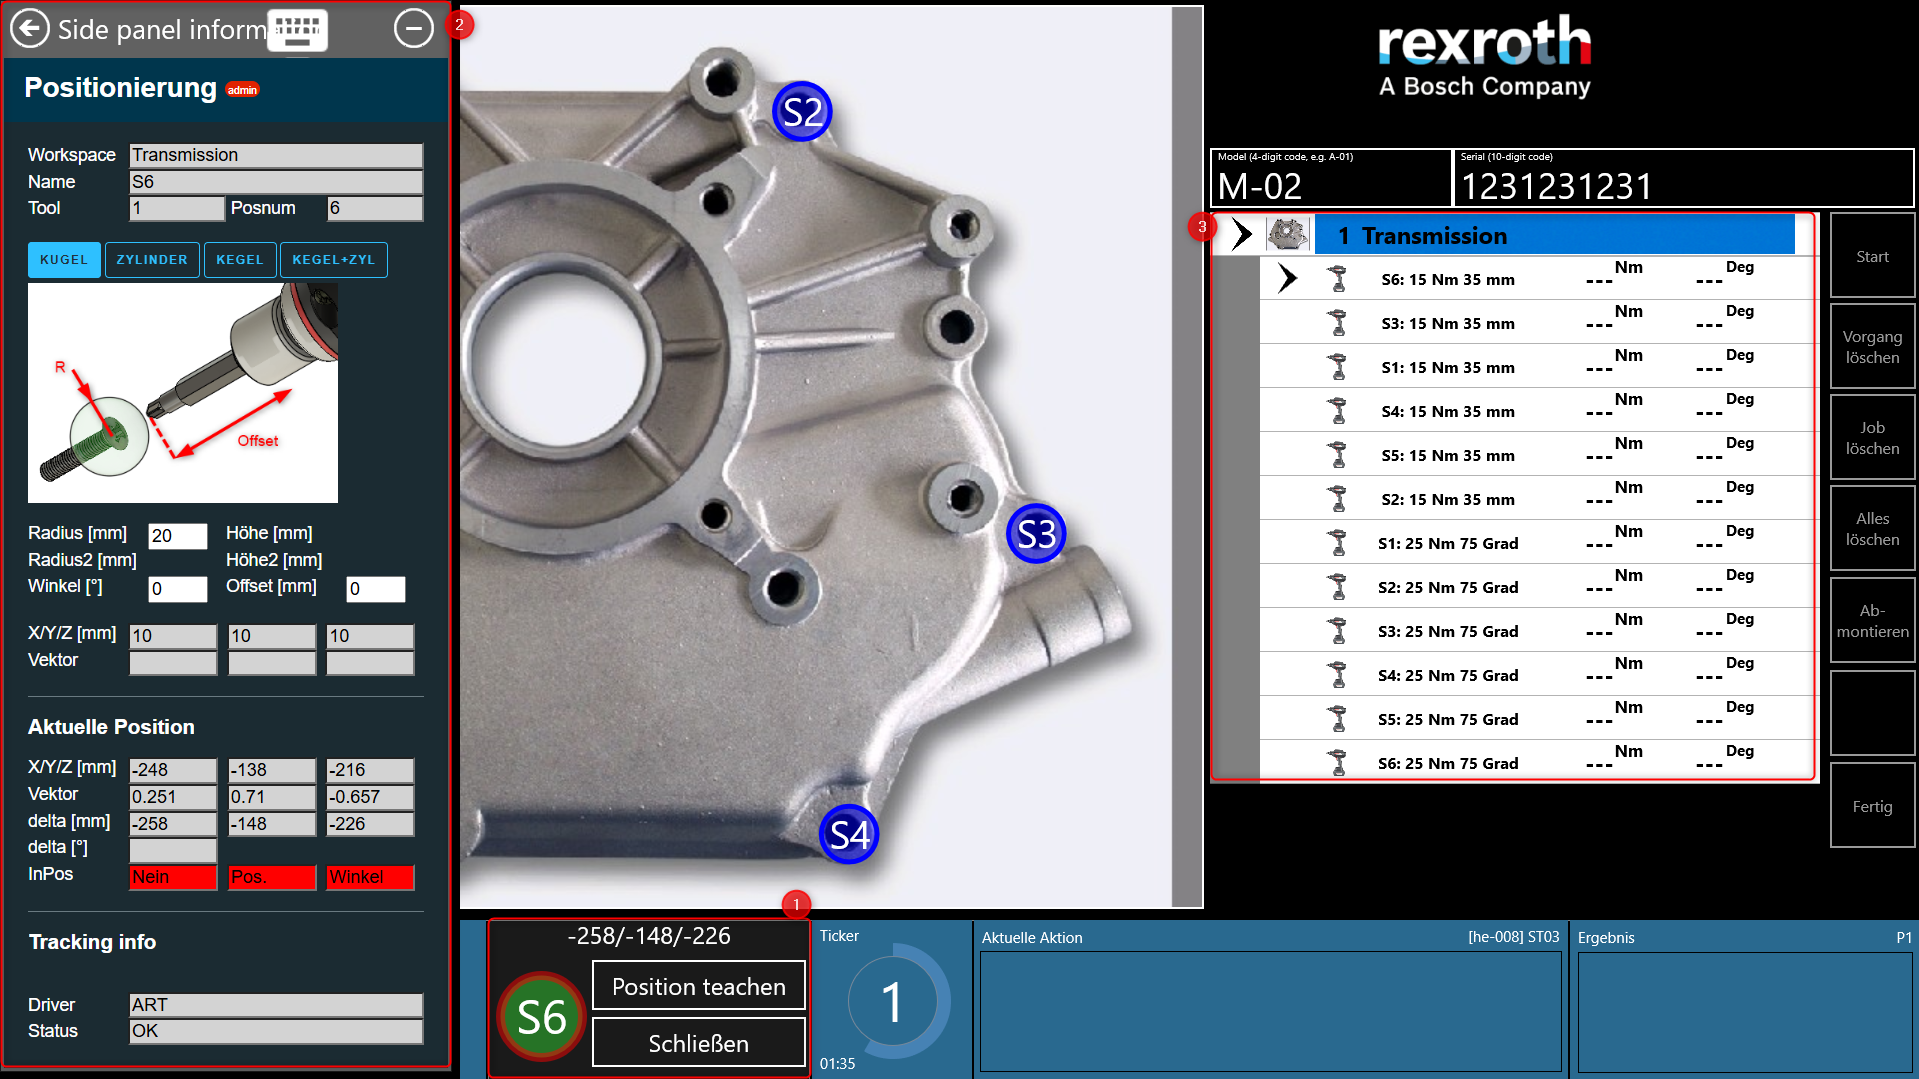 Side panel inform
Positionierung admin
Workspace Transmission
Name S6
Tool 1 Posnum 6
KUGEL ZYLINDER KEGEL KEGEL+ZYL
R
Offset
Radius [mm] 20 Höhe [mm]
Radius2 [mm] Höhe2 [mm]
Winkel [°] 0 Offset [mm] 0
X/Y/Z [mm] 10 10 10
Vektor
Aktuelle Position
X/Y/Z [mm] -248 -138 -216
Vektor 0.251 0.71 -0.657
delta [mm] -258 -148 -226
delta [°]
InPos Nein Pos. Winkel
Tracking info
Driver ART
Status OK
2
S2
S3
S4
1
-258/-148/-226
S6
Position teachen
Schließen
Ticker
1
01:35
Aktuelle Aktion [he-008] ST03
Ergebnis P1
rexroth
A Bosch Company
Model (4-digit code, e.g. A-01)
M-02
Serial (10-digit code)
1231231231
3
1 Transmission
S6: 15 Nm 35 mm --- Nm --- Deg
S3: 15 Nm 35 mm --- Nm --- Deg
S1: 15 Nm 35 mm --- Nm --- Deg
S4: 15 Nm 35 mm --- Nm --- Deg
S5: 15 Nm 35 mm --- Nm --- Deg
S2: 15 Nm 35 mm --- Nm --- Deg
S1: 25 Nm 75 Grad --- Nm --- Deg
S2: 25 Nm 75 Grad --- Nm --- Deg
S3: 25 Nm 75 Grad --- Nm --- Deg
S4: 25 Nm 75 Grad --- Nm --- Deg
S5: 25 Nm 75 Grad --- Nm --- Deg
S6: 25 Nm 75 Grad --- Nm --- Deg
Start
Vorgang
löschen
Job
löschen
Alles
löschen
Ab-
montieren
Fertig